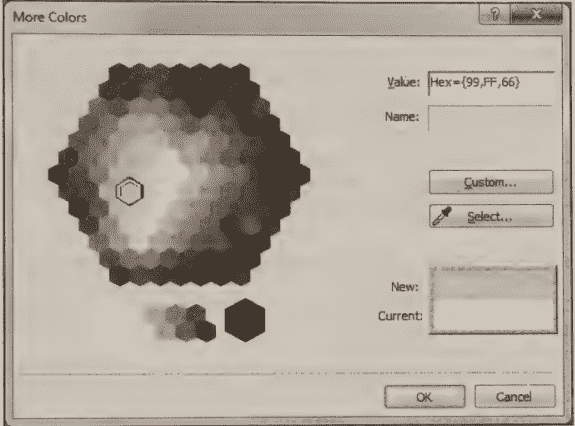 More Colors
?
X
Value: Hex={99,FF,66}
Name:
Custom...
Select...
New:
Current:
OK
Cancel